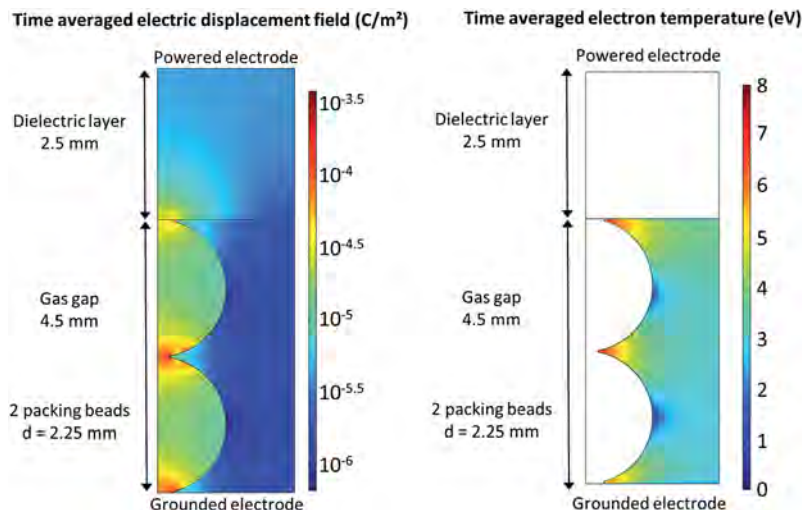 Time averaged electric displacement field (C/m²)
Powered electrode
Dielectric layer
2.5 mm
Gas gap
4.5 mm
2 packing beads
d = 2.25 mm
Grounded electrode
10^-3.5
10^-4
10^-4.5
10^-5
10^-5.5
10^-6
Time averaged electron temperature (eV)
Powered electrode
Dielectric layer
2.5 mm
Gas gap
4.5 mm
2 packing beads
d = 2.25 mm
Grounded electrode
8
7
6
5
4
3
2
1
0